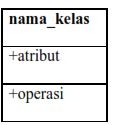 nama_kelas
+atribut
+operasi